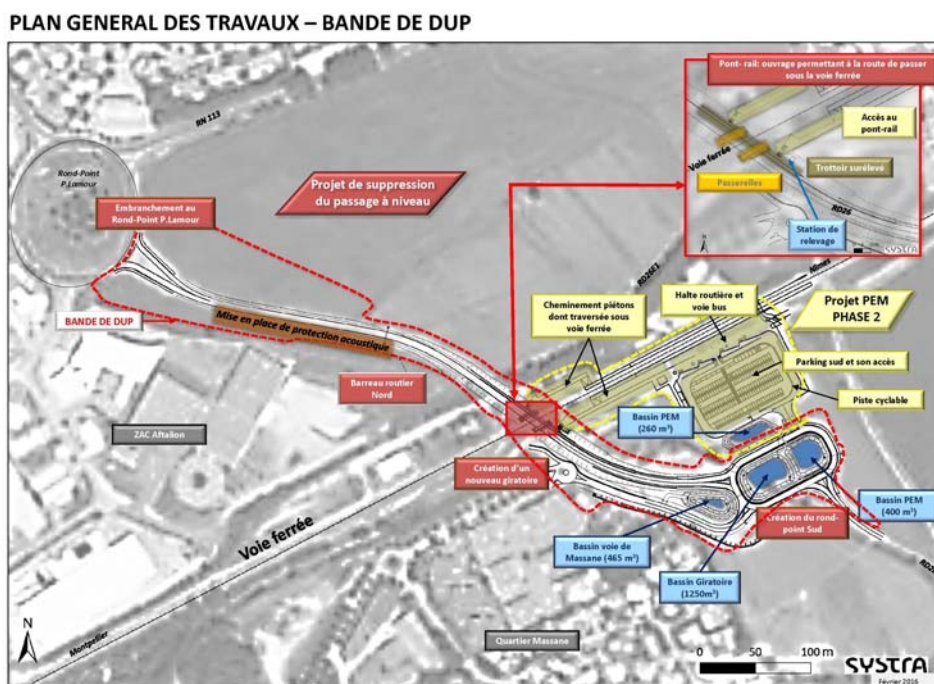 PLAN GENERAL DES TRAVAUX – BANDE DE DUP
Pont- rail: ouvrage permettant à la route de passer
sous la voie ferrée
RN 113
Accès au
pont-rail
Voie ferrée
Trottoir surélevé
Passerelles
RD26
Station de
relevage
N
SYSTRA
Rond-Point
P.Lamour
Projet de suppression
du passage à niveau
Embranchement au
Rond-Point P.Lamour
RD26E1
Nîmes
Cheminement piétons
dont traversée sous
voie ferrée
Halte routière et
voie bus
Projet PEM
PHASE 2
BANDE DE DUP
Mise en place de protection acoustique
Parking sud et son accès
Barreau routier
Nord
Piste cyclable
Bassin PEM
(260 m³)
ZAC Aftalion
Création d'un
nouveau giratoire
Bassin PEM
(400 m³)
Création du rond-
point Sud
Voie ferrée
Bassin voie de
Massane (465 m³)
Bassin Giratoire
(1250m³)
N
Montpellier
Quartier Massane
0 50 100 m
SYSTRA
Février 2016